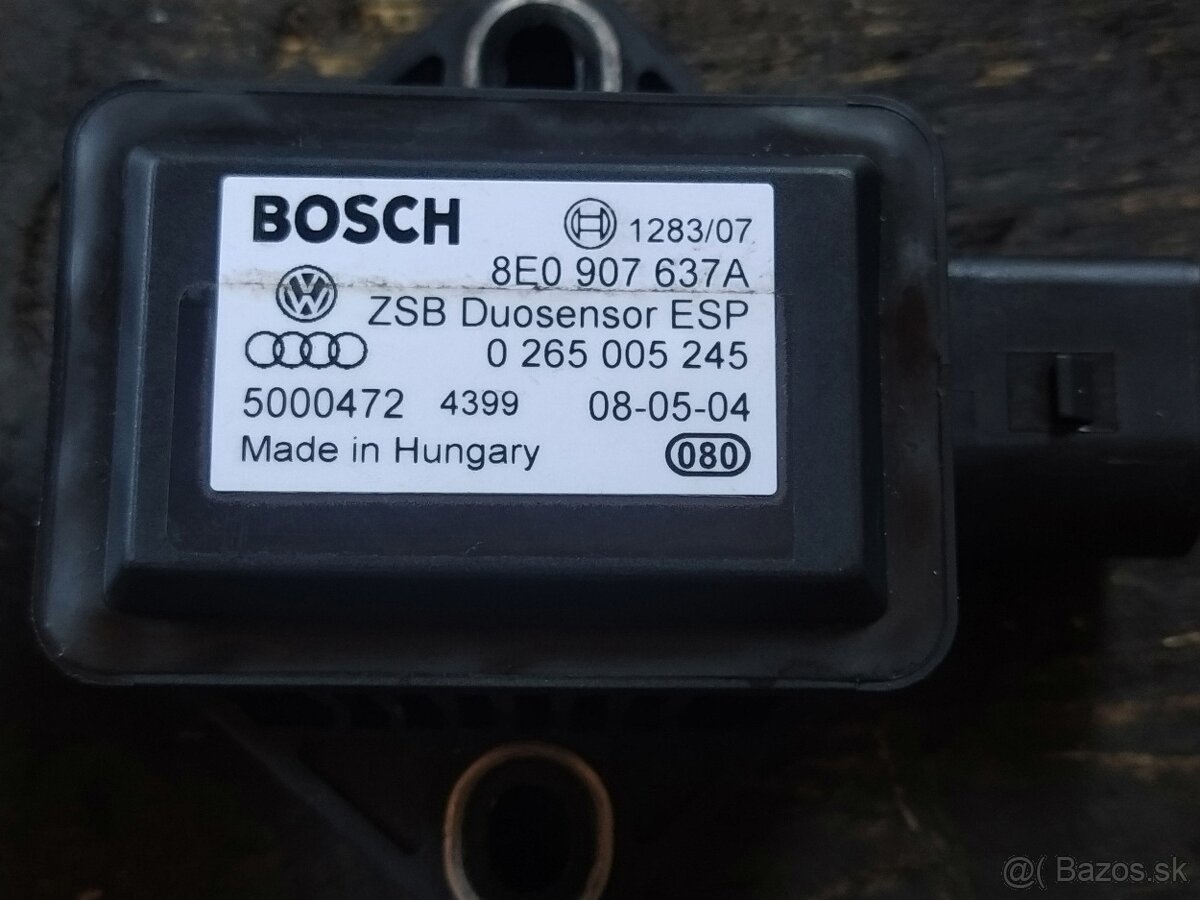 BOSCH 1283/07
8E0 907 637A
ZSB Duosensor ESP
0 265 005 245
5000472 4399 08-05-04
Made in Hungary 080
@( Bazos.sk